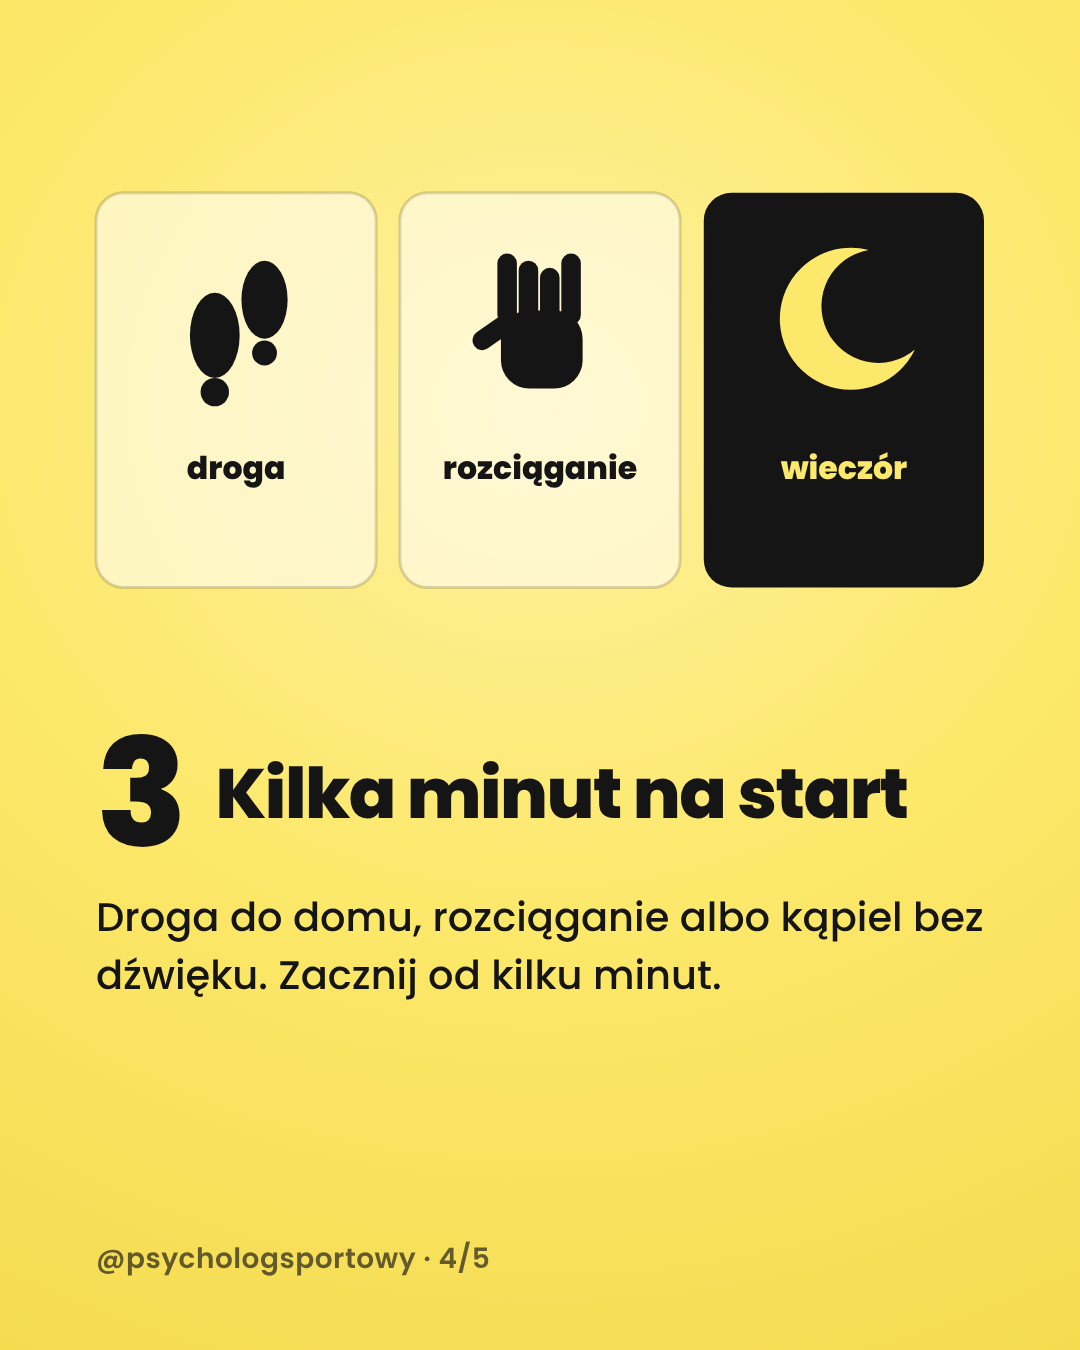 droga
rozciąganie
wieczór
3 Kilka minut na start
Droga do domu, rozciąganie albo kąpiel bez
dźwięku. Zacznij od kilku minut.
@psychologsportowy · 4/5